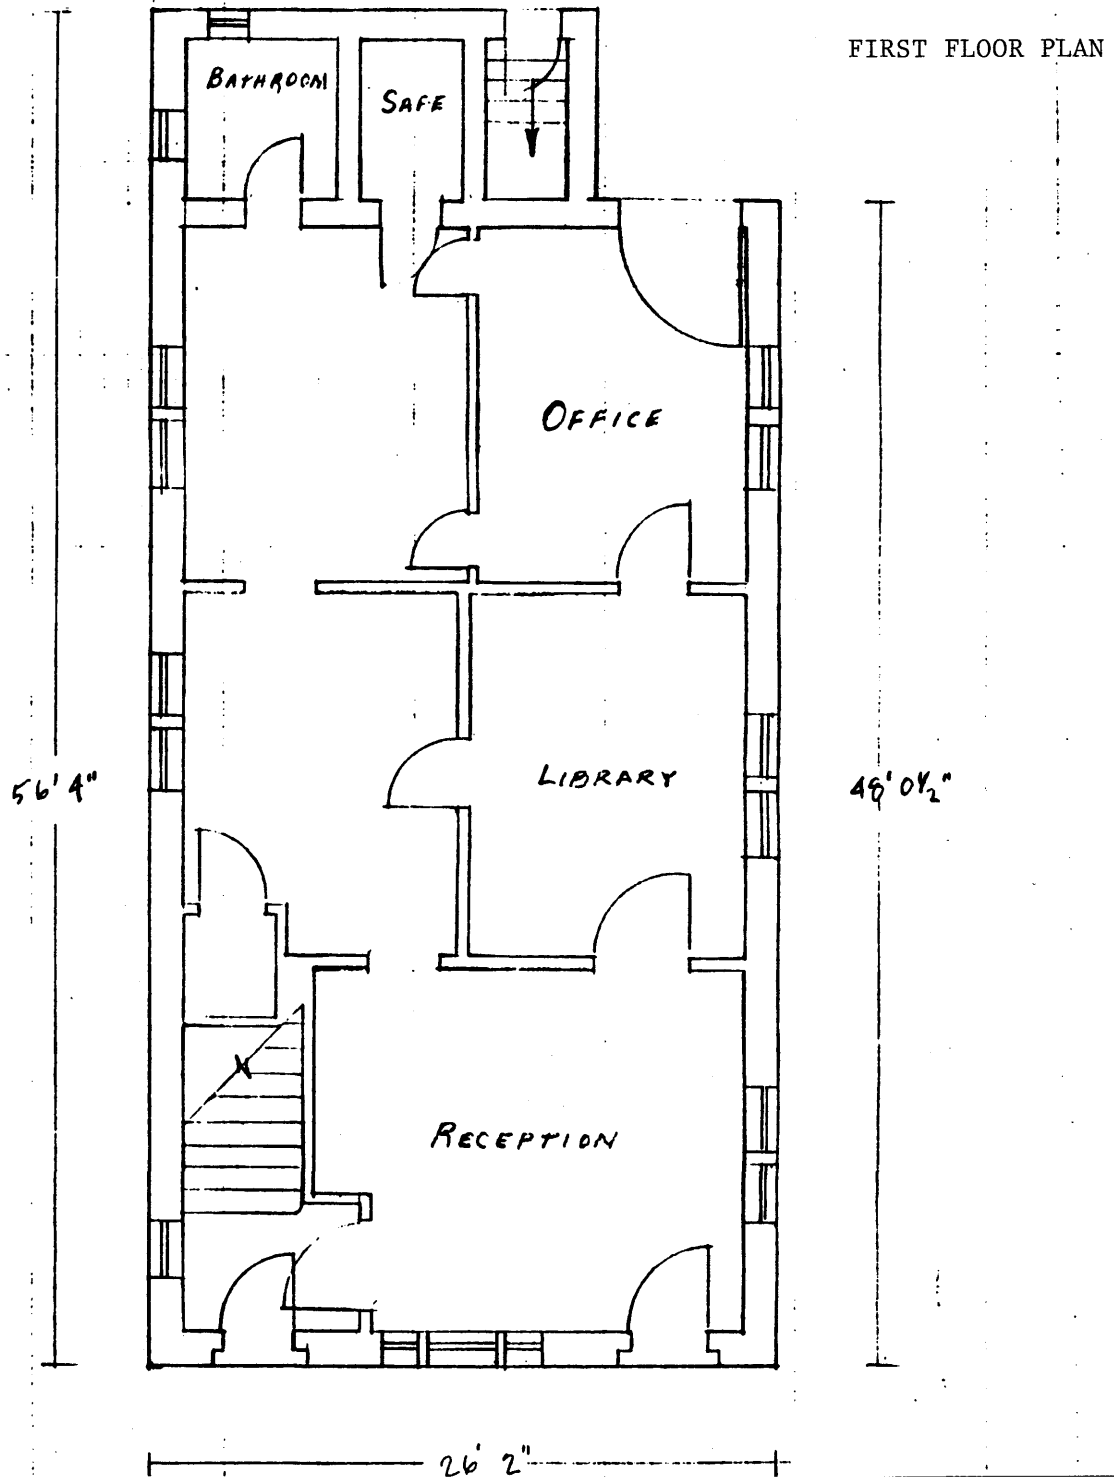 FIRST FLOOR PLAN
BATHROOM
SAFE
OFFICE
56' 4"
LIBRARY
48' 0½"
RECEPTION
26' 2"